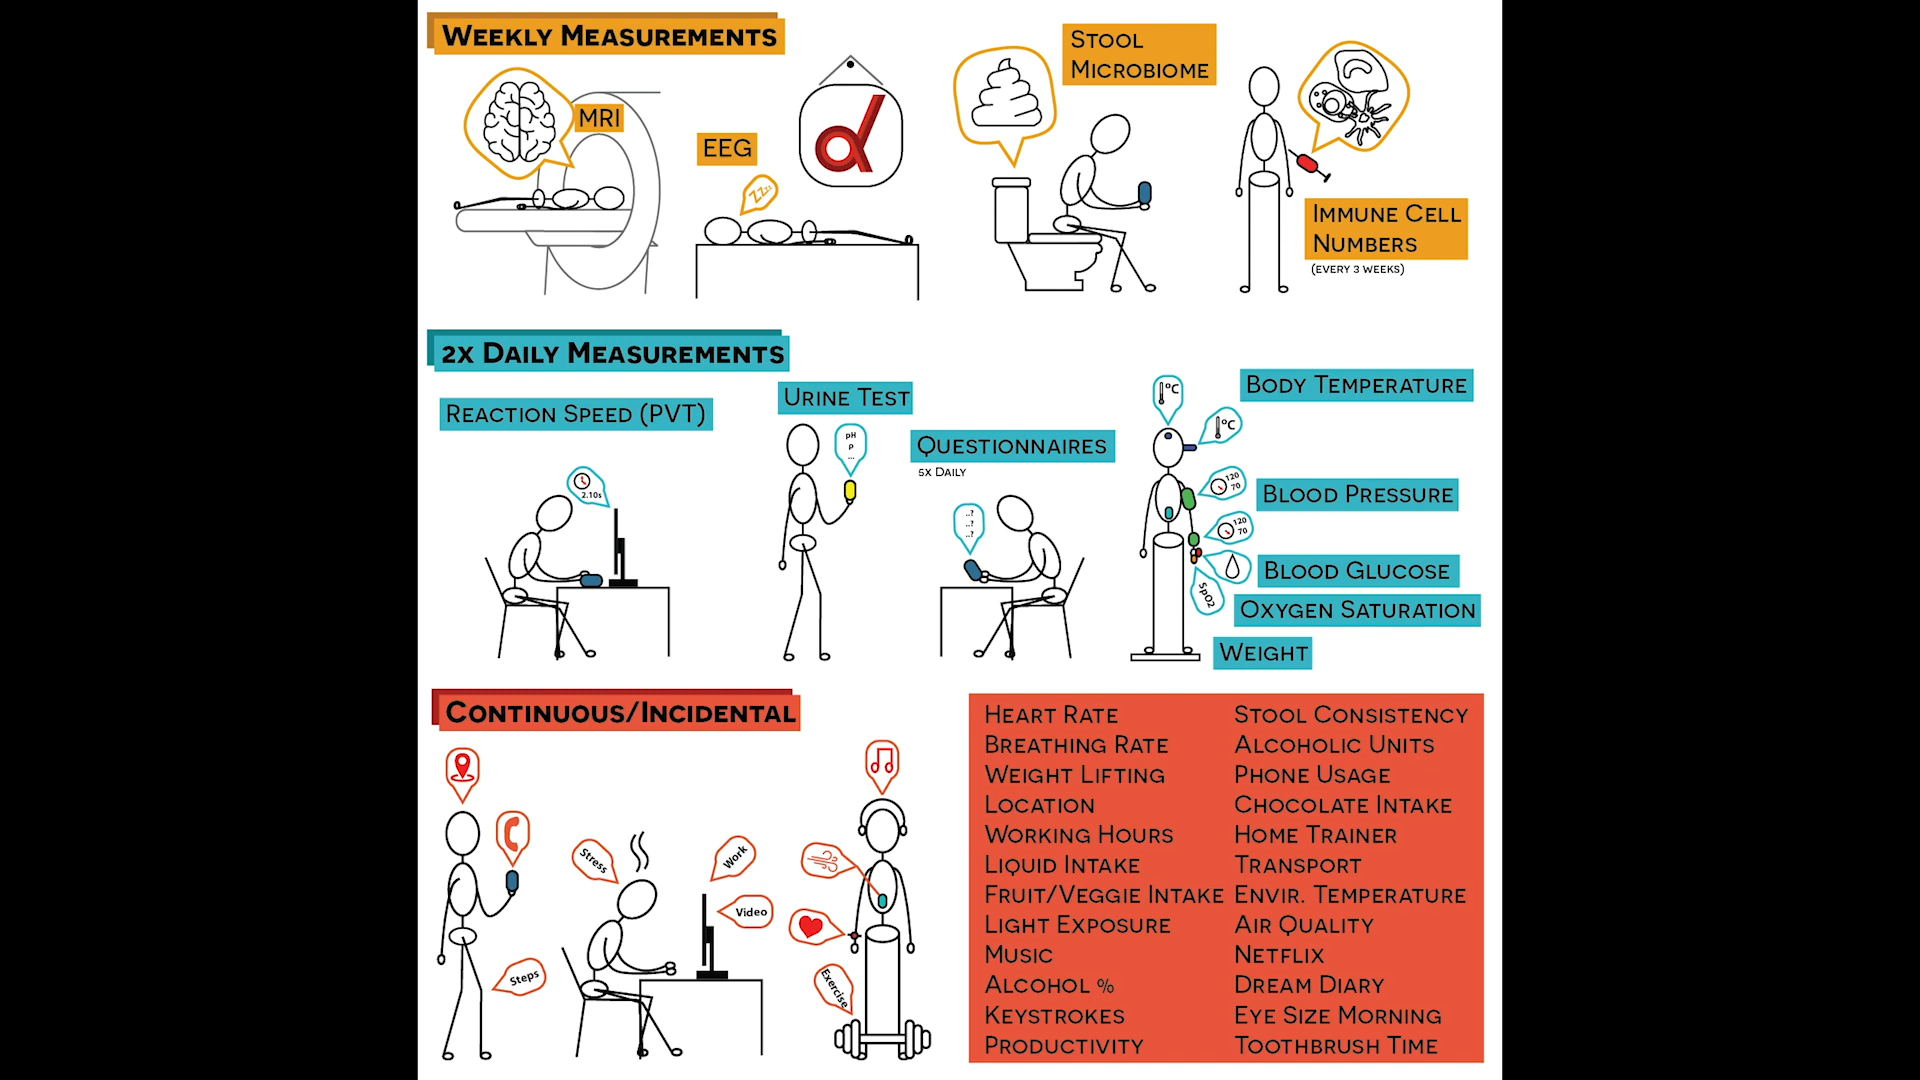 WEEKLY MEASUREMENTS
MRI
EEG
ZZzz
STOOL
MICROBIOME
IMMUNE CELL
NUMBERS
(EVERY 3 WEEKS)
2X DAILY MEASUREMENTS
REACTION SPEED (PVT)
2.10s
URINE TEST
pH
ρ
...
QUESTIONNAIRES
5X DAILY
..?
..?
..?
°C
°C
BODY TEMPERATURE
120
70
BLOOD PRESSURE
120
70
BLOOD GLUCOSE
SpO2
OXYGEN SATURATION
WEIGHT
CONTINUOUS/INCIDENTAL
Steps
Stress
Work
Video
Exercise
HEART RATE
BREATHING RATE
WEIGHT LIFTING
LOCATION
WORKING HOURS
LIQUID INTAKE
FRUIT/VEGGIE INTAKE
LIGHT EXPOSURE
MUSIC
ALCOHOL %
KEYSTROKES
PRODUCTIVITY
STOOL CONSISTENCY
ALCOHOLIC UNITS
PHONE USAGE
CHOCOLATE INTAKE
HOME TRAINER
TRANSPORT
ENVIR. TEMPERATURE
AIR QUALITY
NETFLIX
DREAM DIARY
EYE SIZE MORNING
TOOTHBRUSH TIME